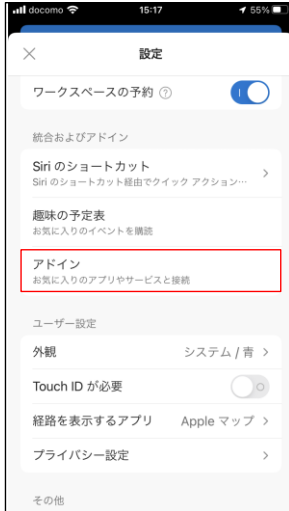 docomo 15:17 55%
設定
ワークスペースの予約 ?
統合およびアドイン
Siri のショートカット
Siri のショートカット経由でクイック アクション…
趣味の予定表
お気に入りのイベントを購読
アドイン
お気に入りのアプリやサービスと接続
ユーザー設定
外観 システム / 青
Touch ID が必要
経路を表示するアプリ Apple マップ
プライバシー設定
その他